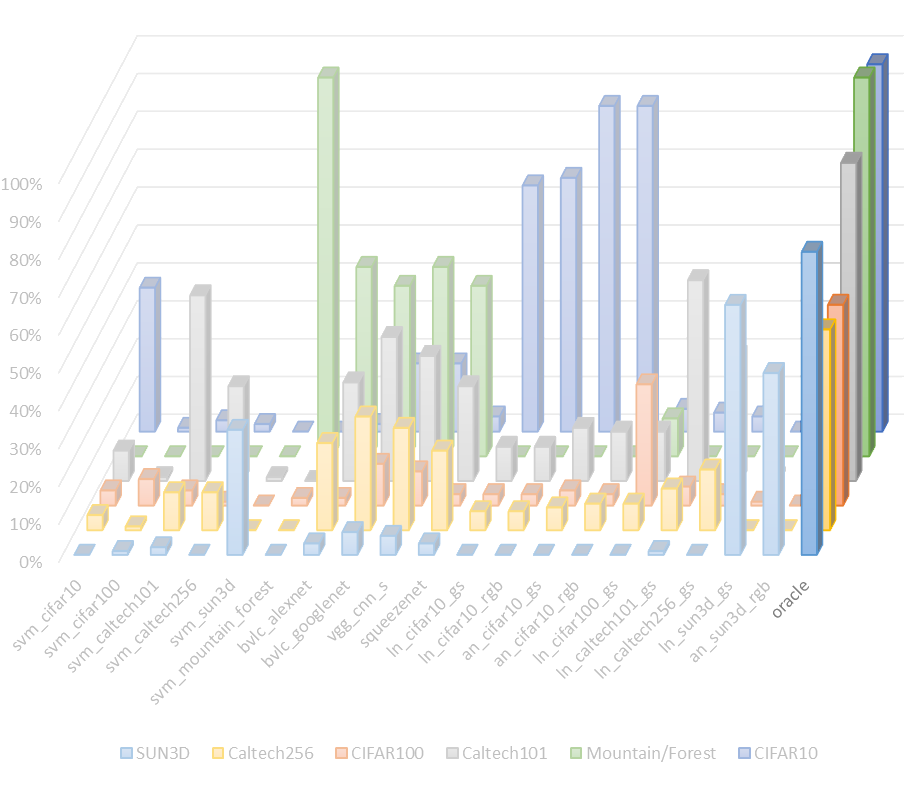 100%
90%
80%
70%
60%
50%
40%
30%
20%
10%
0%
svm_cifar10
svm_cifar100
svm_caltech101
svm_caltech256
svm_sun3d
svm_mountain_forest
bvlc_alexnet
bvlc_googlenet
vgg_cnn_s
squeezenet
ln_cifar10_gs
ln_cifar10_rgb
an_cifar10_gs
an_cifar10_rgb
ln_cifar100_gs
ln_caltech101_gs
ln_caltech256_gs
ln_sun3d_gs
an_sun3d_rgb
oracle
SUN3D Caltech256 CIFAR100 Caltech101 Mountain/Forest CIFAR10